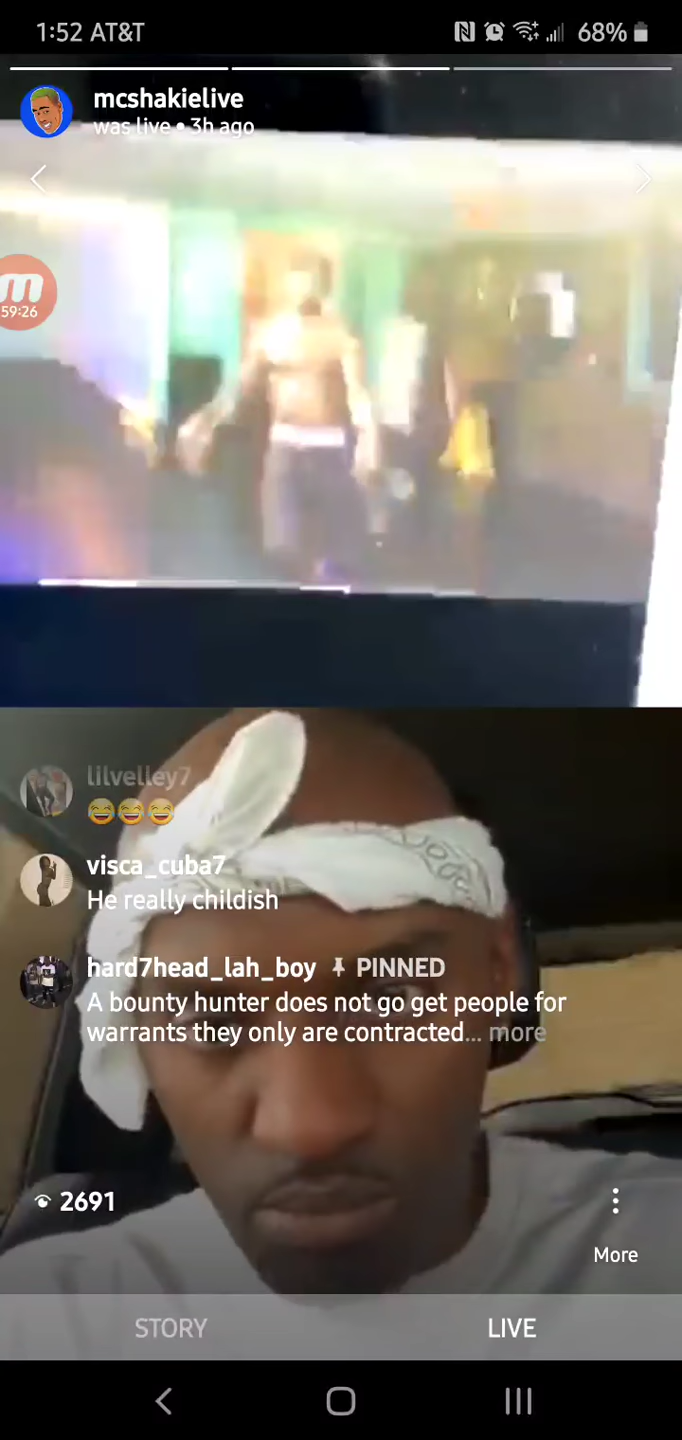 1:52 AT&T
68%
mcshakielive
was live • 3h ago
m
59:26
lilvelley7
😂😂😂
visca_cuba7
He really childish
hard7head_lah_boy PINNED
A bounty hunter does not go get people for
warrants they only are contracted... more
2691
More
STORY
LIVE